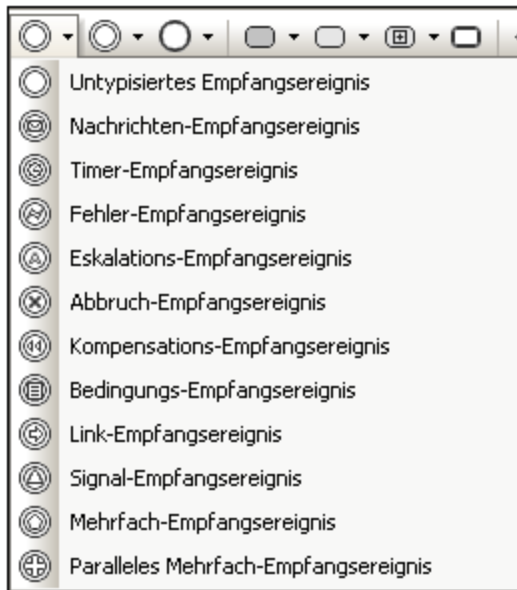 Untypisiertes Empfangsereignis
Nachrichten-Empfangsereignis
Timer-Empfangsereignis
Fehler-Empfangsereignis
Eskalations-Empfangsereignis
Abbruch-Empfangsereignis
Kompensations-Empfangsereignis
Bedingungs-Empfangsereignis
Link-Empfangsereignis
Signal-Empfangsereignis
Mehrfach-Empfangsereignis
Paralleles Mehrfach-Empfangsereignis